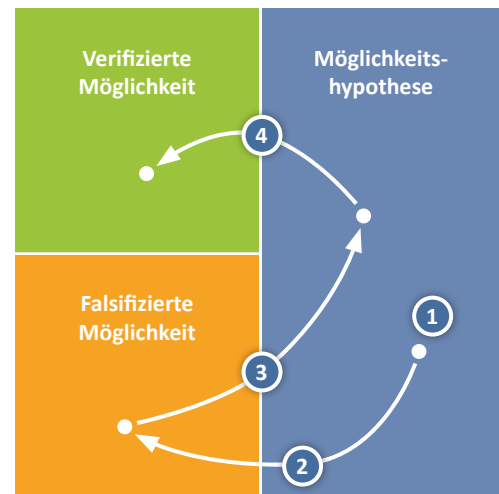 Verifizierte
Möglichkeit
Möglichkeits-
hypothese
4
Falsifizierte
Möglichkeit
1
3
2